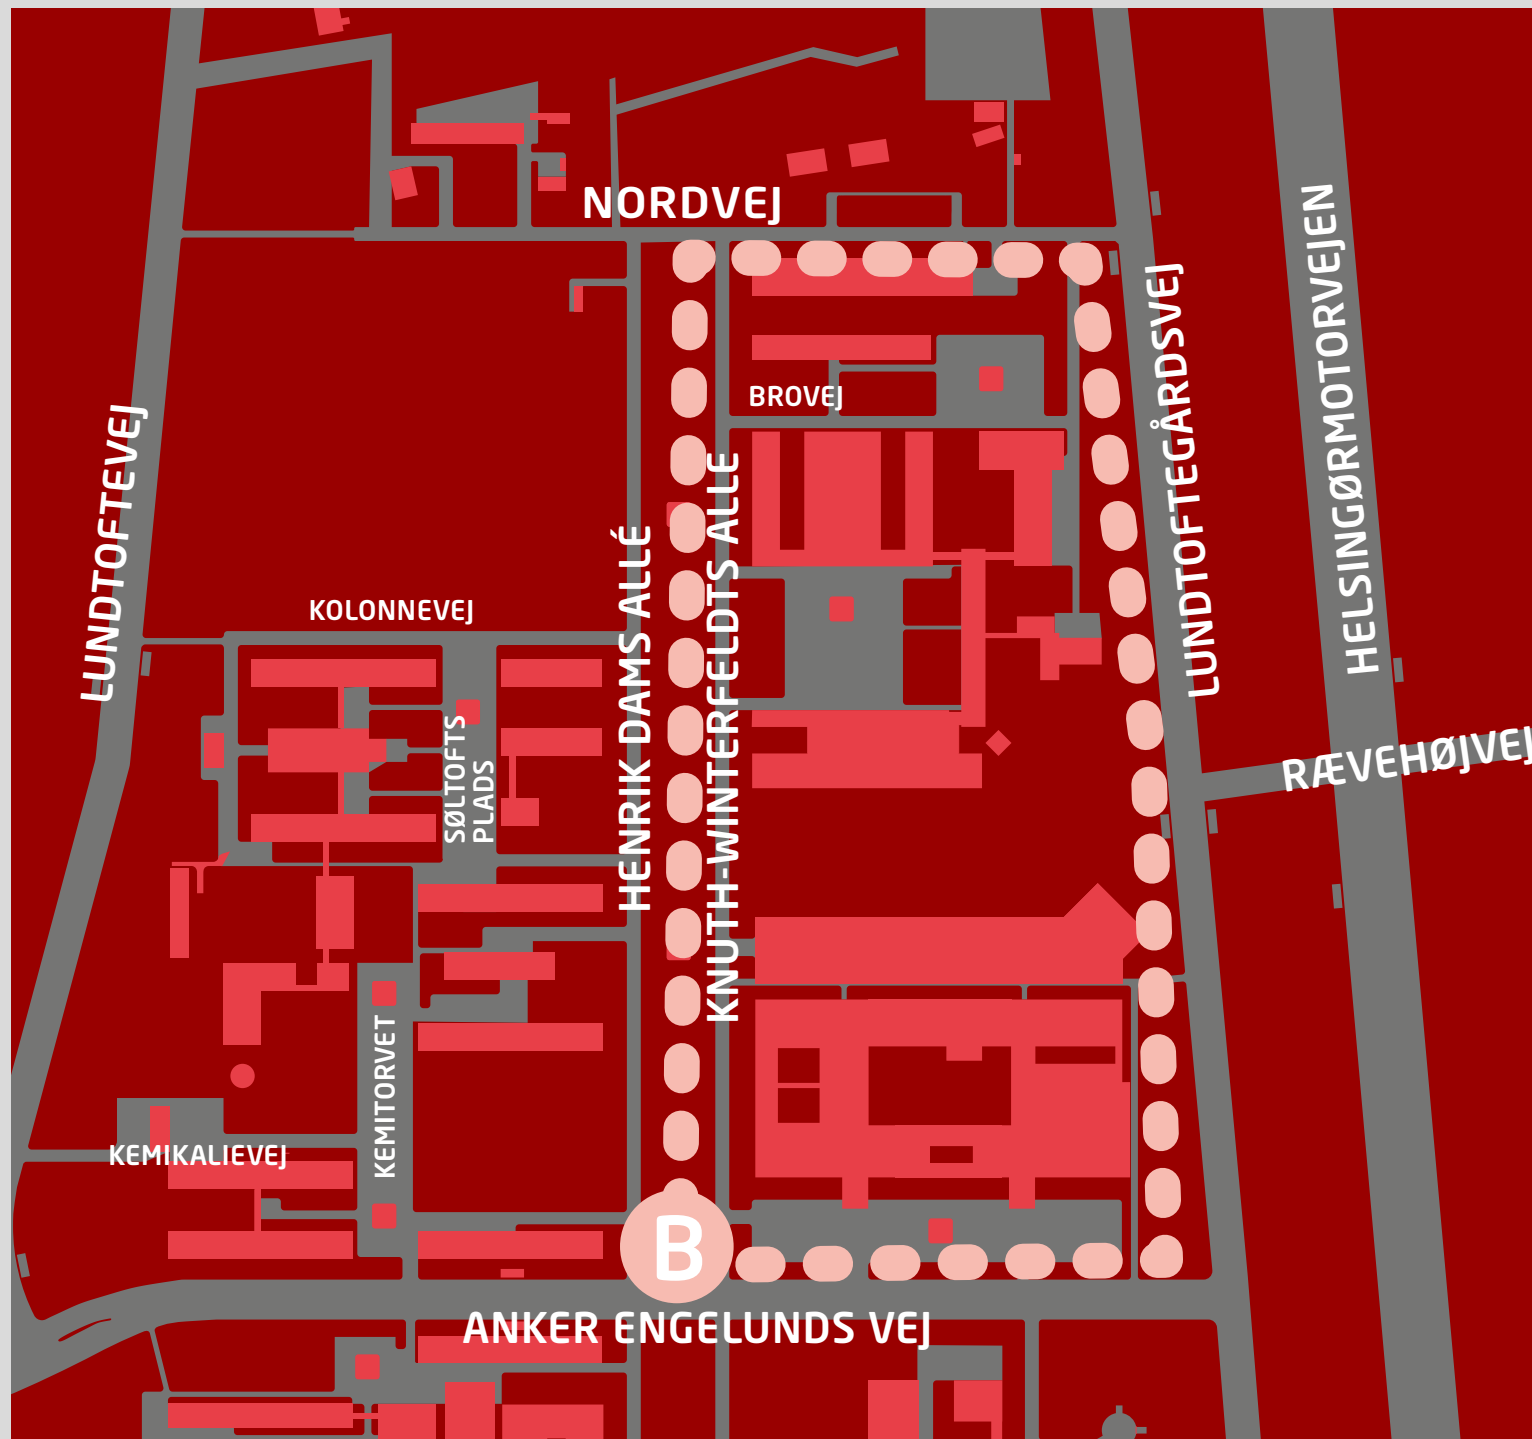 NORDVEJ
LUNDTOFTEGÅRDSVEJ
HELSINGØRMOTORVEJEN
BROVEJ
LUNDTOFTEVEJ
KNUTH-WINTERFELDTS ALLE
HENRIK DAMS ALLÉ
KOLONNEVEJ
SØLTOFTS
PLADS
RÆVEHØJVEJ
KEMITORVET
KEMIKALIEVEJ
B
ANKER ENGELUNDS VEJ